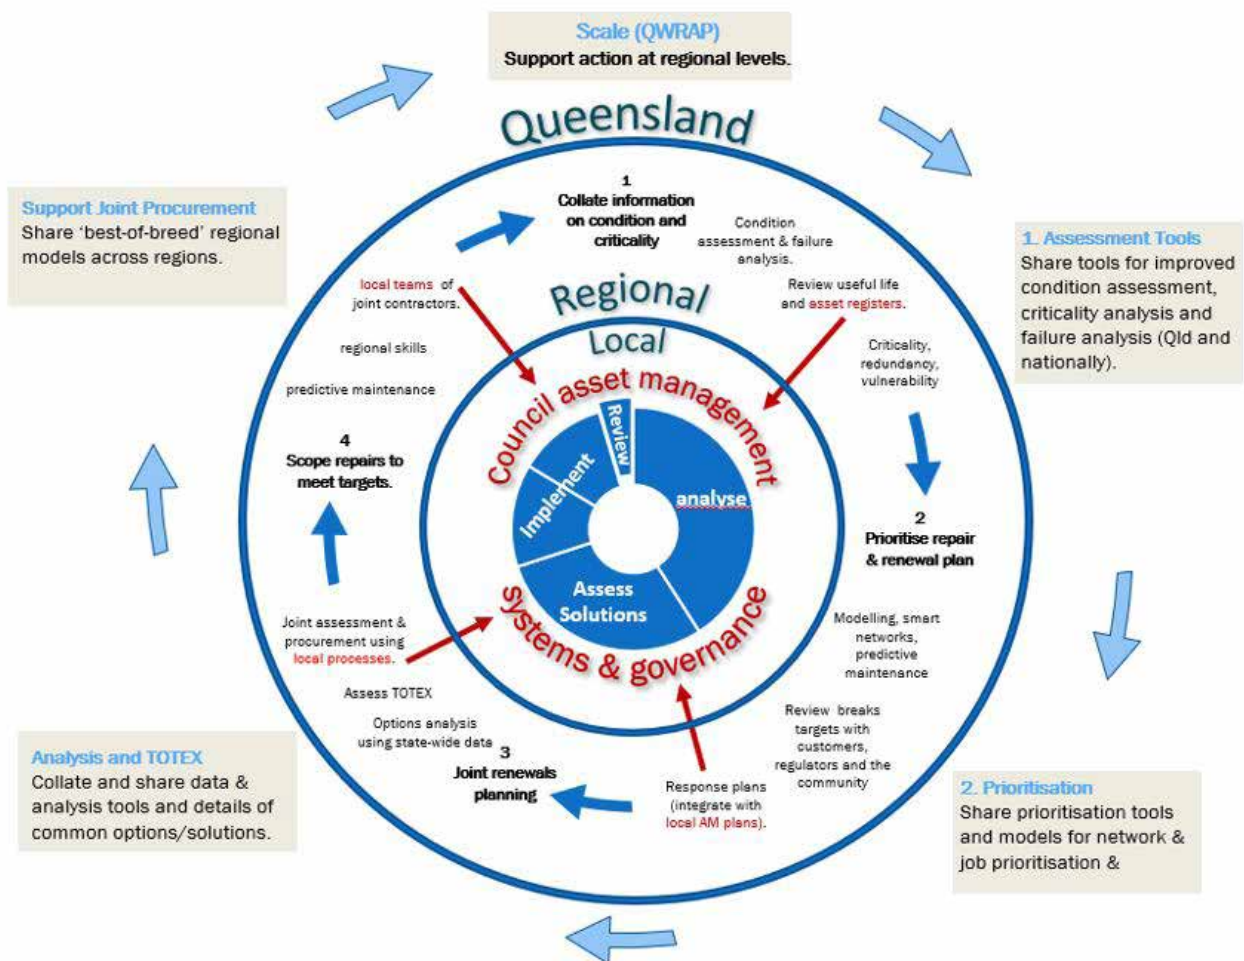 Scale (QWRAP)
Support action at regional levels.
Queensland
1
Collate information
on condition and
criticality
Condition
assessment & failure
analysis.
Review useful life
and asset registers.
Criticality,
redundancy,
vulnerability
2
Prioritise repair
& renewal plan
Modelling, smart
networks,
predictive
maintenance
Review breaks
targets with
customers,
regulators and the
community
Response plans
(integrate with
local AM plans).
3
Joint renewals
planning
Options analysis
using state-wide data
Assess TOTEX
Joint assessment &
procurement using
local processes.
4
Scope repairs to
meet targets.
predictive maintenance
regional skills
local teams of
joint contractors.
Regional
Local
Council asset management
systems & governance
Review
analyse
Assess
Solutions
Implement
1. Assessment Tools
Share tools for improved
condition assessment,
criticality analysis and
failure analysis (Qld and
nationally).
2. Prioritisation
Share prioritisation tools
and models for network &
job prioritisation &
Analysis and TOTEX
Collate and share data &
analysis tools and details of
common options/solutions.
Support Joint Procurement
Share ‘best-of-breed’ regional
models across regions.